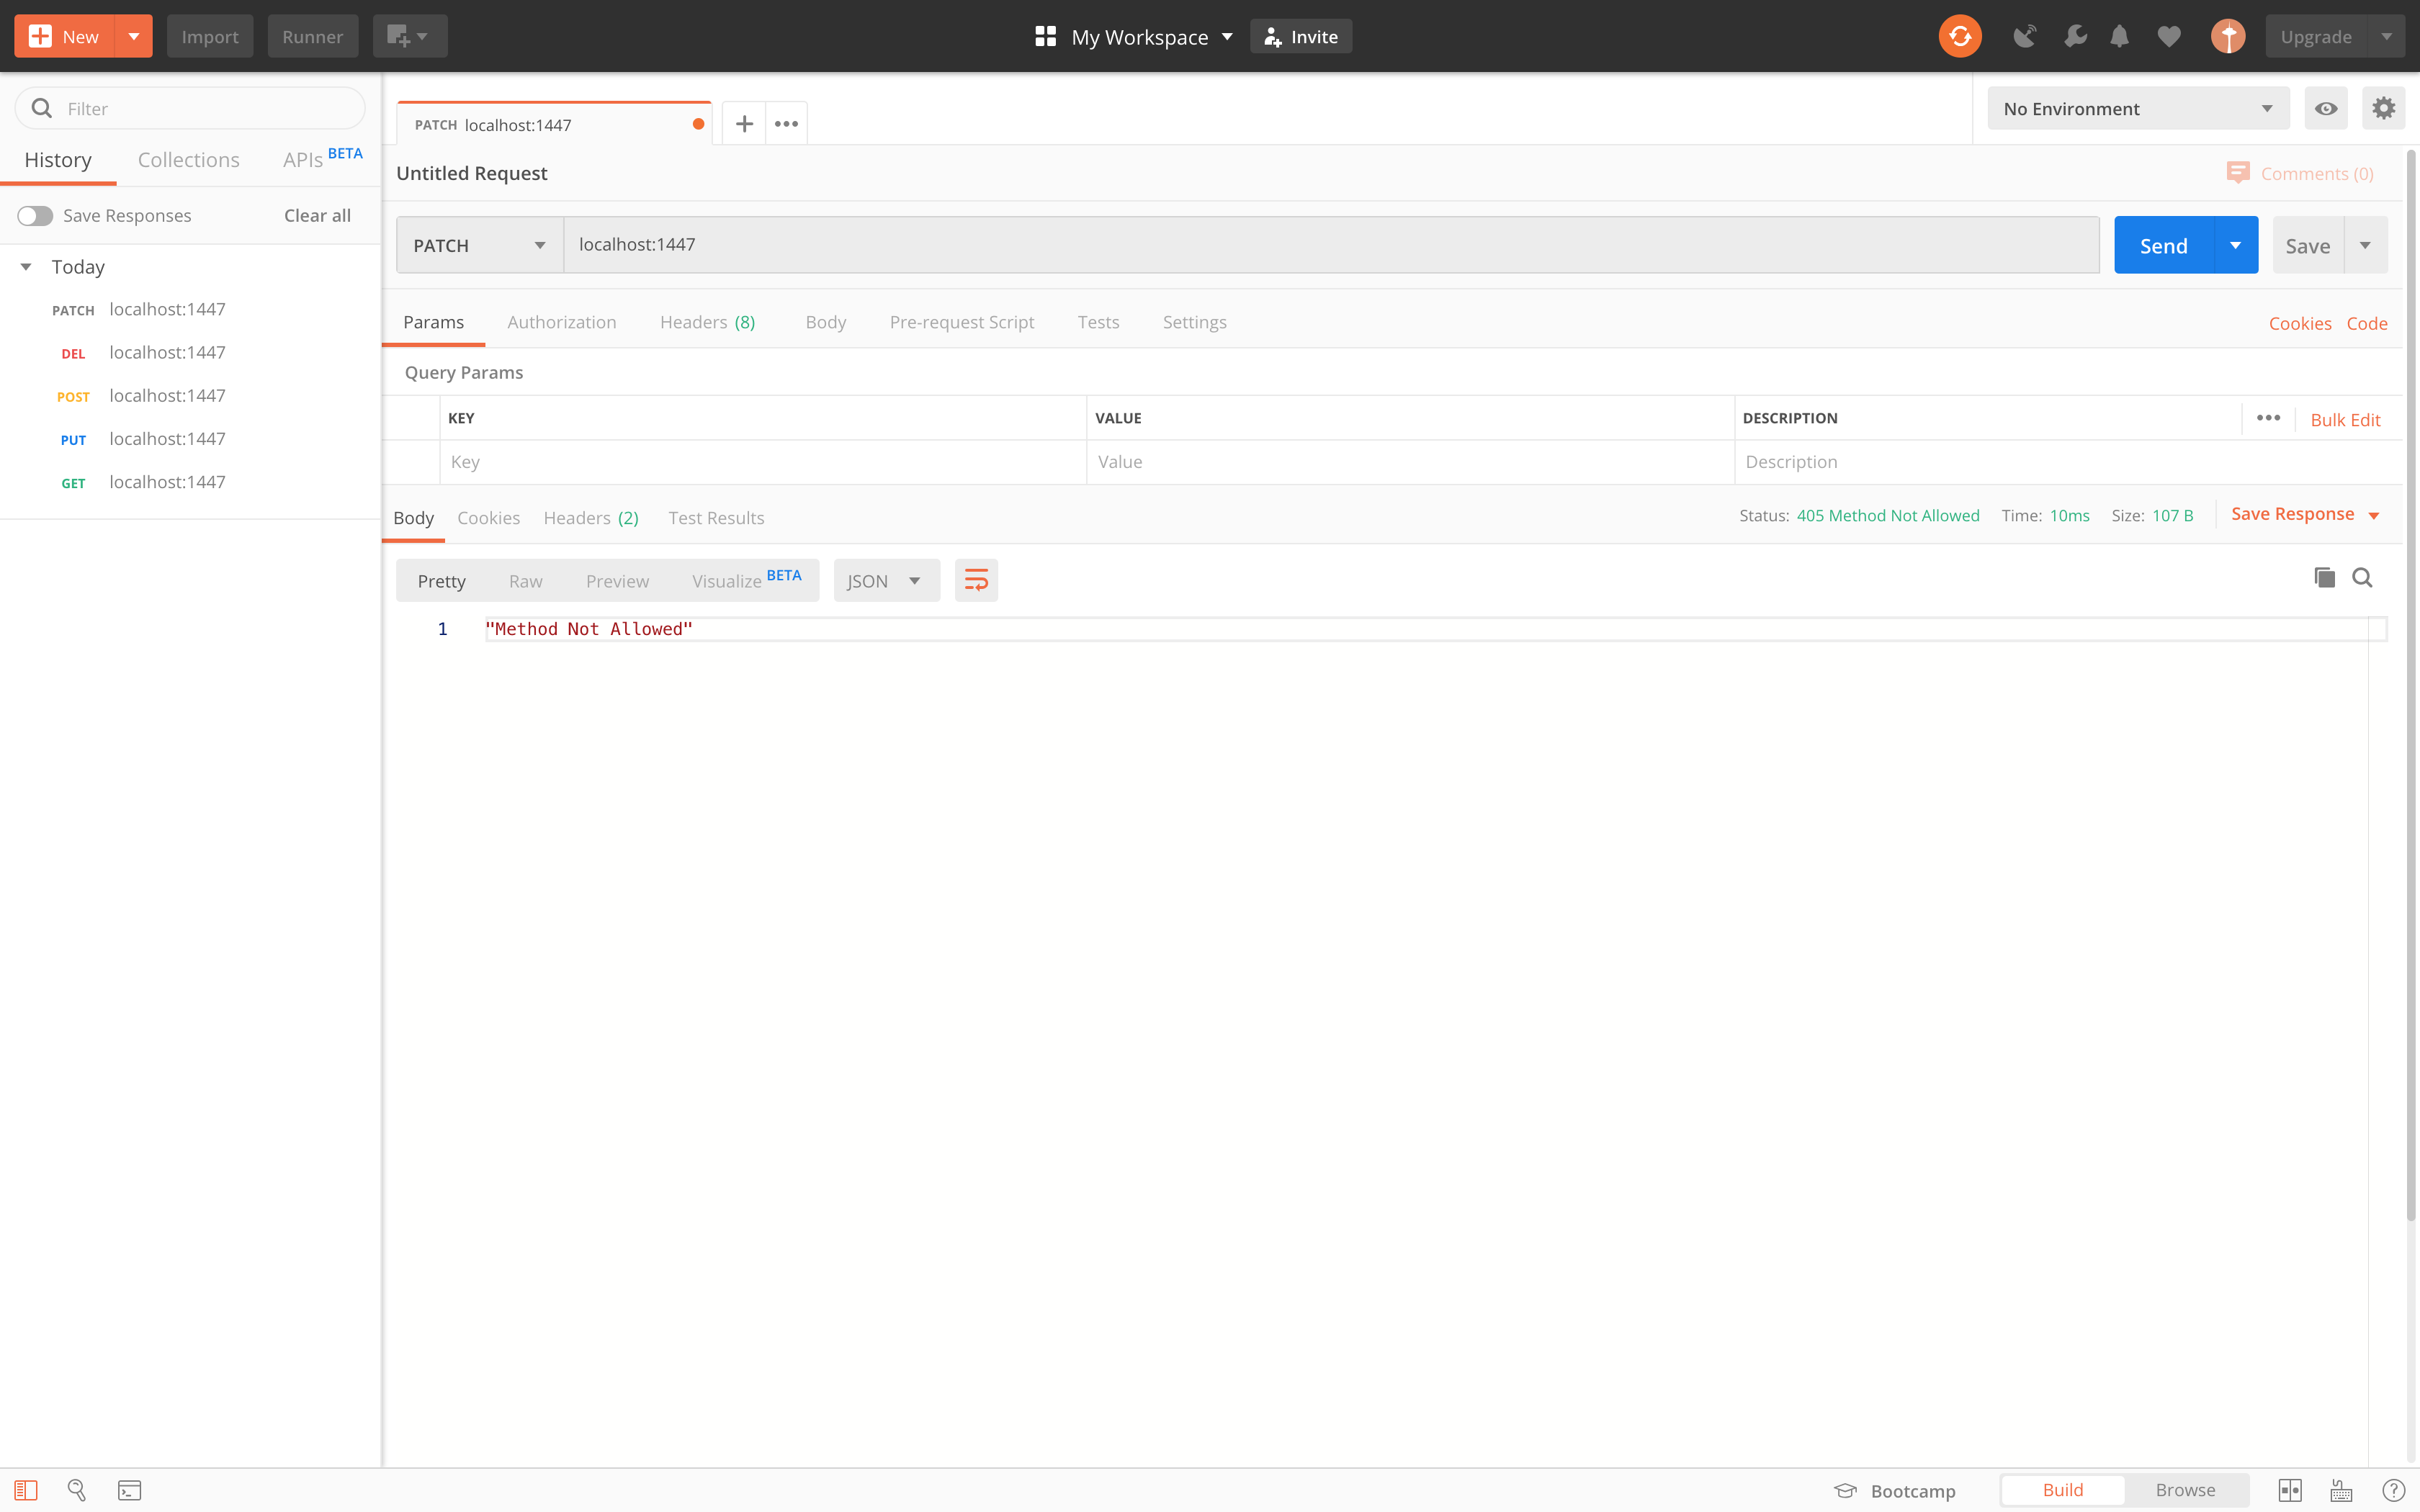 New Import Runner My Workspace Invite Upgrade
Filter
PATCH localhost:1447
No Environment
History Collections APIs BETA
Untitled Request
Comments (0)
Save Responses Clear all
PATCH localhost:1447 Send Save
Today
PATCH localhost:1447
DEL localhost:1447
POST localhost:1447
PUT localhost:1447
GET localhost:1447
Params Authorization Headers (8) Body Pre-request Script Tests Settings Cookies Code
Query Params
KEY VALUE DESCRIPTION Bulk Edit
Key Value Description
Body Cookies Headers (2) Test Results Status: 405 Method Not Allowed Time: 10ms Size: 107 B Save Response
Pretty Raw Preview Visualize BETA JSON
1 "Method Not Allowed"
Bootcamp Build Browse